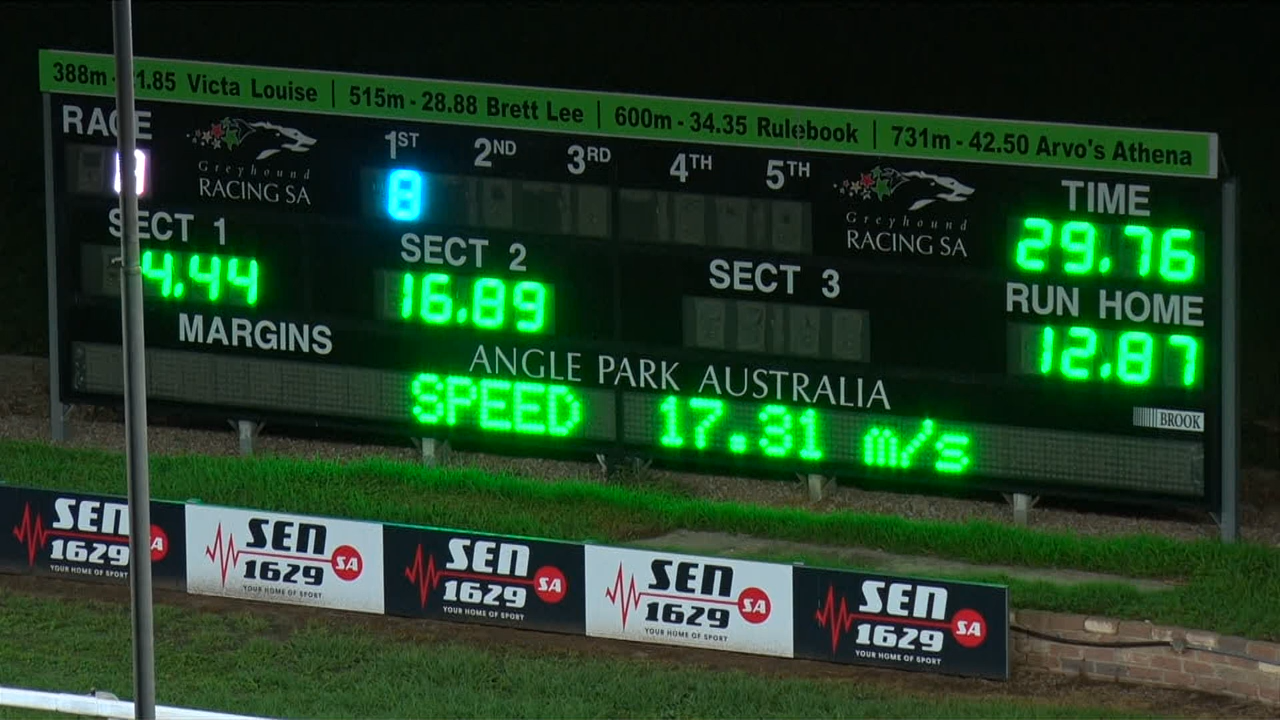 388m - 21.85 Victa Louise | 515m - 28.88 Brett Lee | 600m - 34.35 Rulebook | 731m - 42.50 Arvo's Athena
RACE
Greyhound
RACING SA
1ST 2ND 3RD 4TH 5TH
8
Greyhound
RACING SA
TIME
29.76
SECT 1
4.44
SECT 2
16.89
SECT 3
RUN HOME
12.87
MARGINS
ANGLE PARK AUSTRALIA
SPEED 17.31 m/s
BROOK
SEN
1629
SA
YOUR HOME OF SPORT
SEN
1629
SA
YOUR HOME OF SPORT
SEN
1629
SA
YOUR HOME OF SPORT
SEN
1629
SA
YOUR HOME OF SPORT
SEN
1629
SA
YOUR HOME OF SPORT